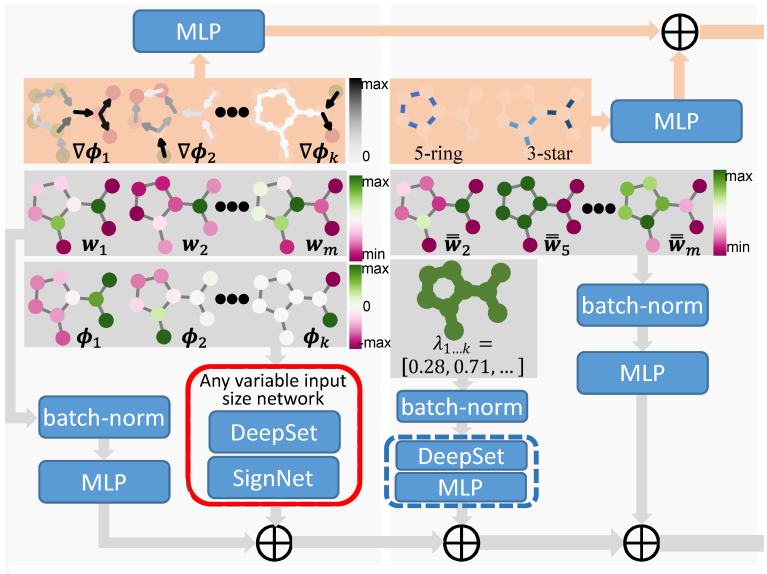 MLP
max
0
∇ϕ₁ ∇ϕ₂ ∇ϕₖ
5-ring 3-star
MLP
max
min
w₁ w₂ wₘ
w̿₂ w̿₅ w̿ₘ
max
min
max
0
-max
ϕ₁ ϕ₂ ϕₖ
λ₁…ₖ =
[0.28, 0.71, … ]
batch-norm
MLP
Any variable input
size network
DeepSet
SignNet
batch-norm
MLP
batch-norm
DeepSet
MLP